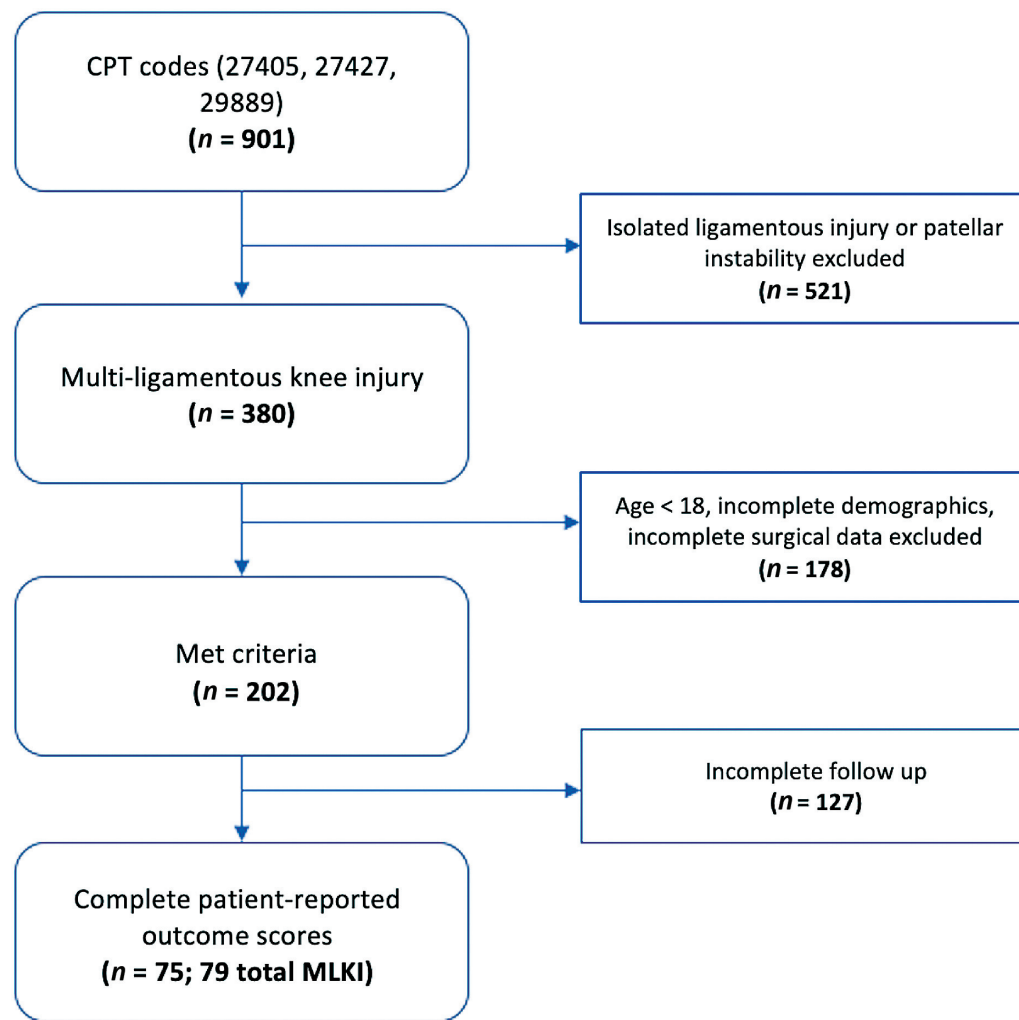 CPT codes (27405, 27427,
29889)
(n = 901)
Isolated ligamentous injury or patellar
instability excluded
(n = 521)
Multi-ligamentous knee injury
(n = 380)
Age < 18, incomplete demographics,
incomplete surgical data excluded
(n = 178)
Met criteria
(n = 202)
Incomplete follow up
(n = 127)
Complete patient-reported
outcome scores
(n = 75; 79 total MLKI)